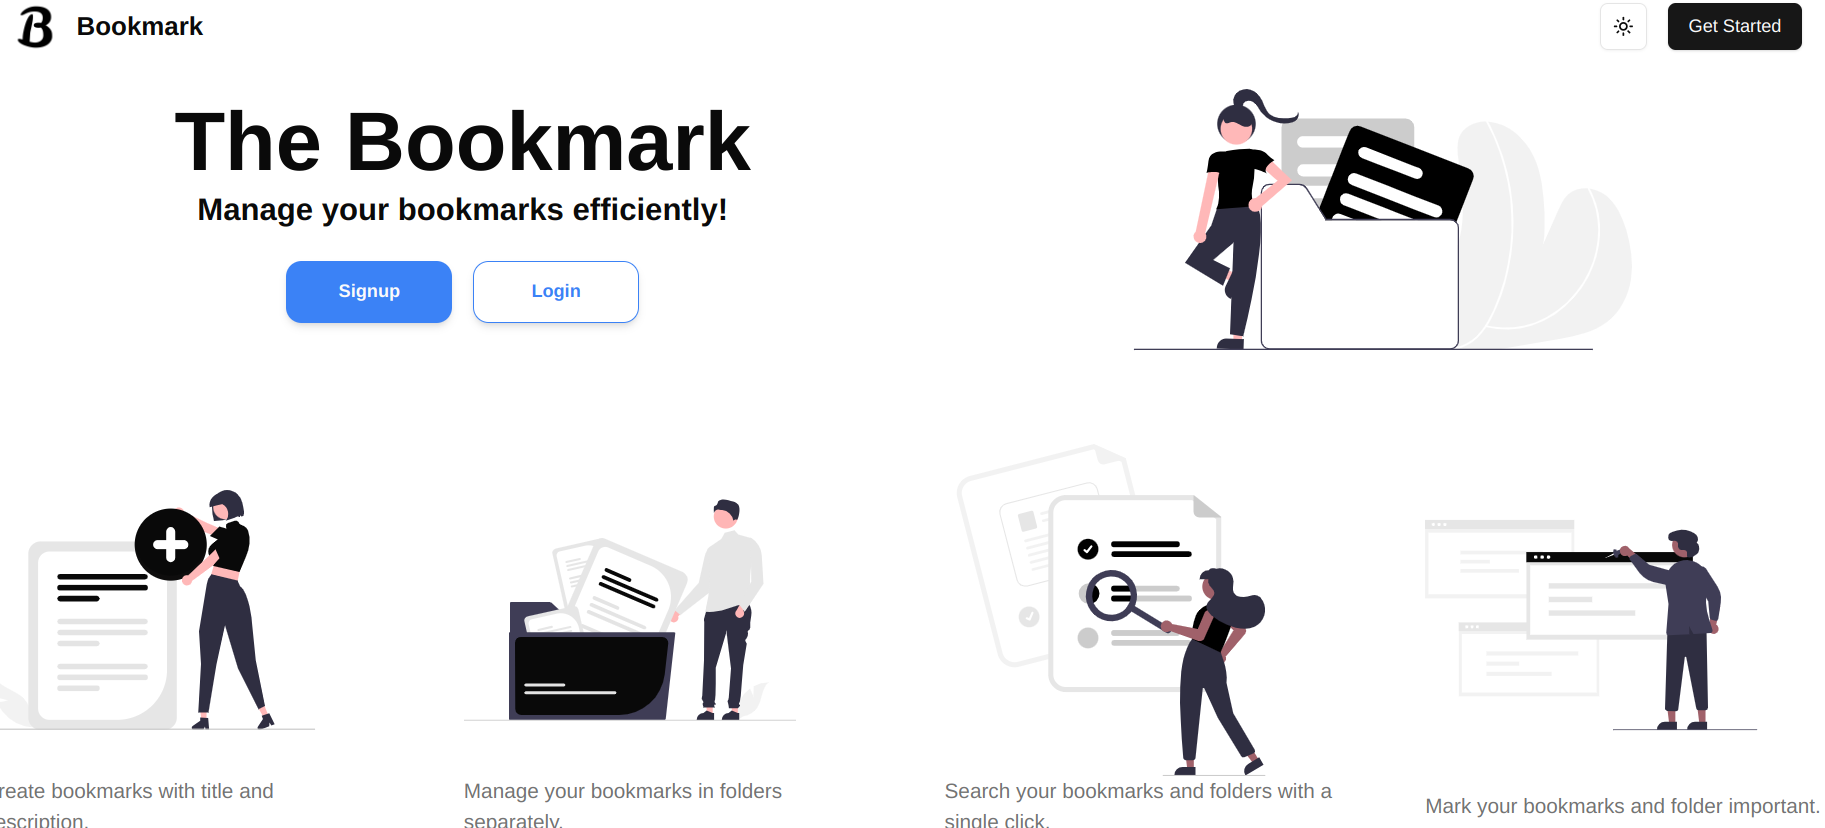 B Bookmark
Get Started
The Bookmark
Manage your bookmarks efficiently!
Signup
Login
reate bookmarks with title and
escription.
Manage your bookmarks in folders
separately.
Search your bookmarks and folders with a
single click.
Mark your bookmarks and folder important.